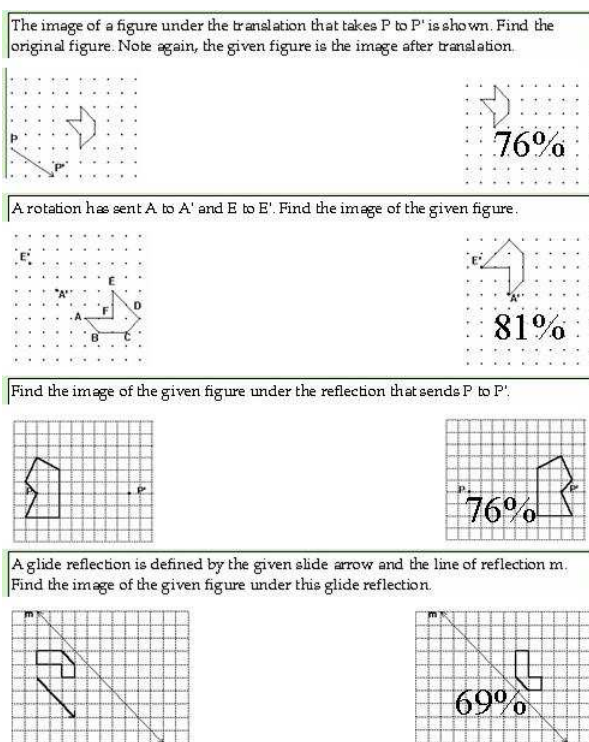 The image of a figure under the translation that takes P to P' is shown. Find the
original figure. Note again, the given figure is the image after translation.
P
P'
76%
A rotation has sent A to A' and E to E'. Find the image of the given figure.
E'
A'
E
A
F
D
B
C
E'
A'
81%
Find the image of the given figure under the reflection that sends P to P'.
P
P'
P
P'
76%
A glide reflection is defined by the given slide arrow and the line of reflection m.
Find the image of the given figure under this glide reflection.
m
m
69%